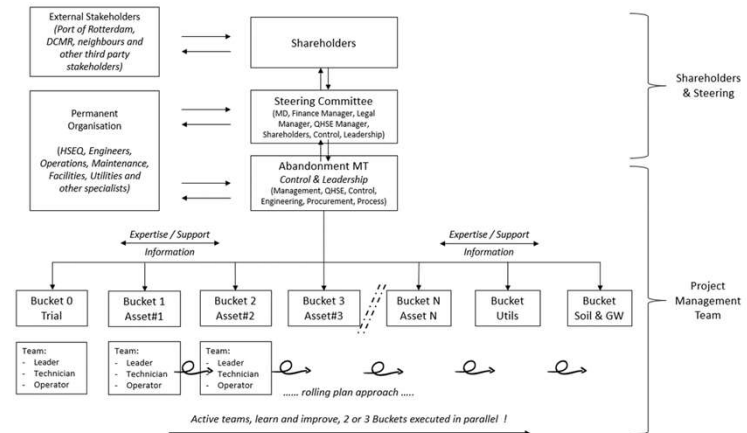 External Stakeholders
(Port of Rotterdam,
DCMR, neighbours and
other third party
stakeholders)
Shareholders
Shareholders
& Steering
Permanent
Organisation
(HSEQ, Engineers,
Operations, Maintenance,
Facilities, Utilities and
other specialists)
Steering Committee
(MD, Finance Manager, Legal
Manager, QHSE Manager,
Shareholders, Control, Leadership)
Abandonment MT
Control & Leadership
(Management, QHSE, Control,
Engineering, Procurement, Process)
Expertise / Support
Information
Expertise / Support
Information
Bucket 0
Trial
Bucket 1
Asset#1
Bucket 2
Asset#2
Bucket 3
Asset#3
Bucket N
Asset N
Bucket
Utils
Bucket
Soil & GW
Project
Management
Team
Team:
- Leader
- Technician
- Operator
Team:
- Leader
- Technician
- Operator
Team:
- Leader
- Technician
- Operator
...... rolling plan approach .....
Active teams, learn and improve, 2 or 3 Buckets executed in parallel !